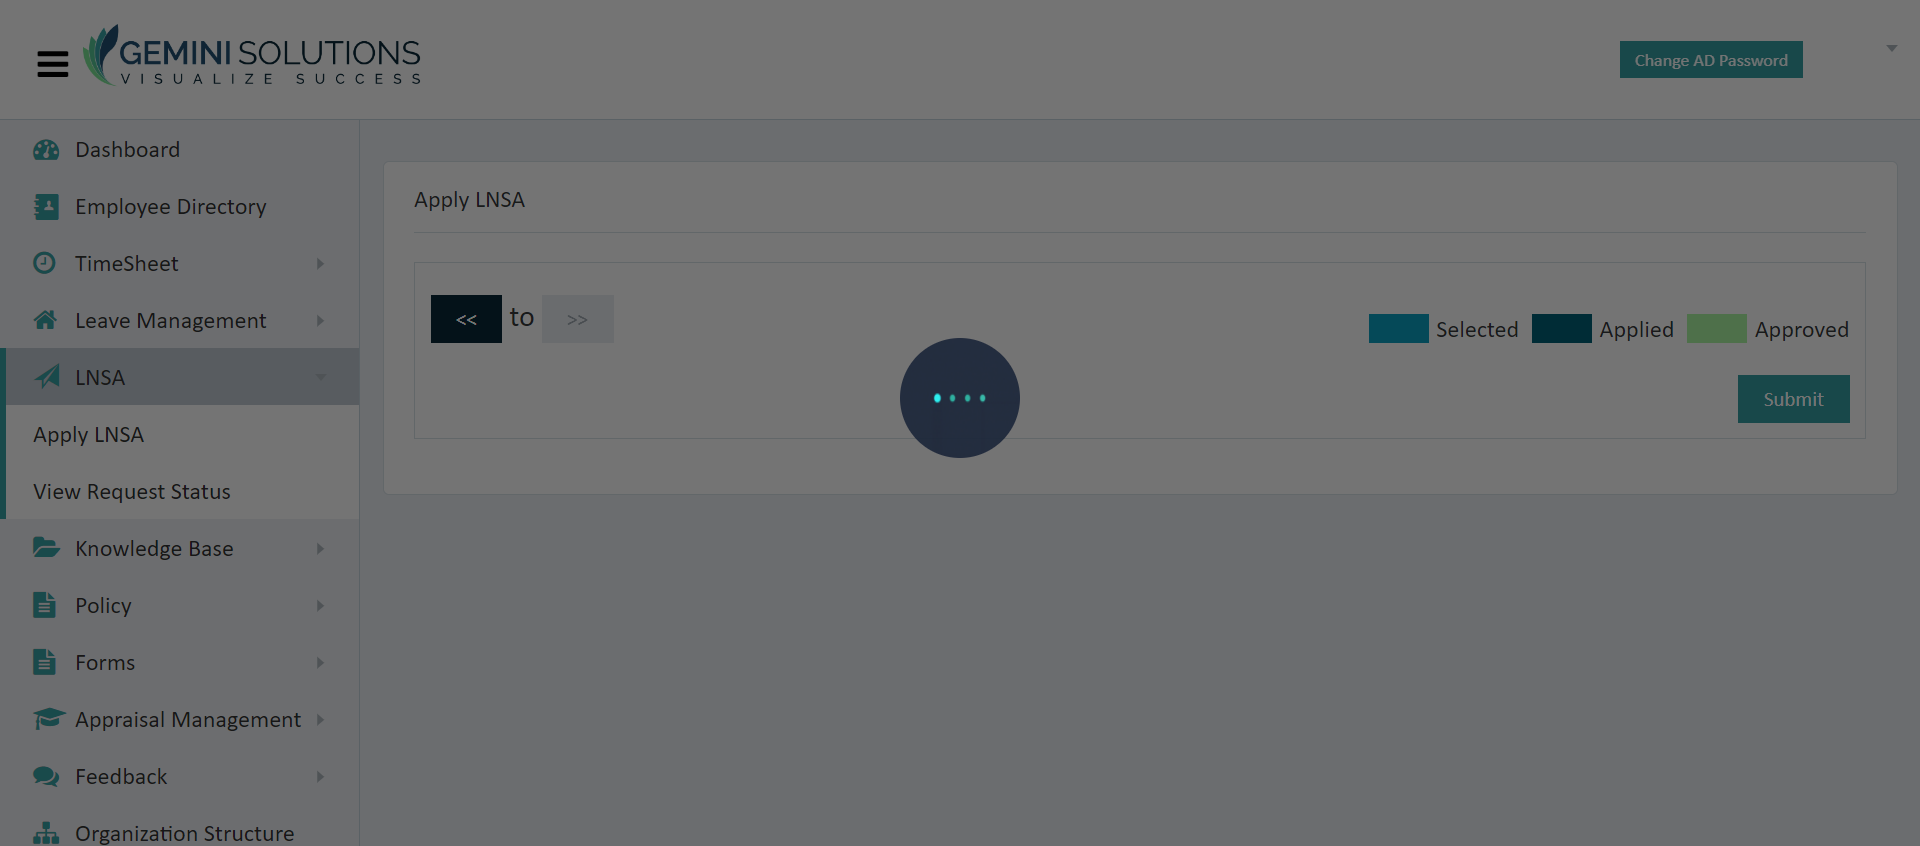 GEMINI SOLUTIONS
VISUALIZE SUCCESS
Change AD Password
Dashboard
Employee Directory
TimeSheet
Leave Management
LNSA
Apply LNSA
View Request Status
Knowledge Base
Policy
Forms
Appraisal Management
Feedback
Organization Structure
Apply LNSA
<< to >>
Selected Applied Approved
Submit